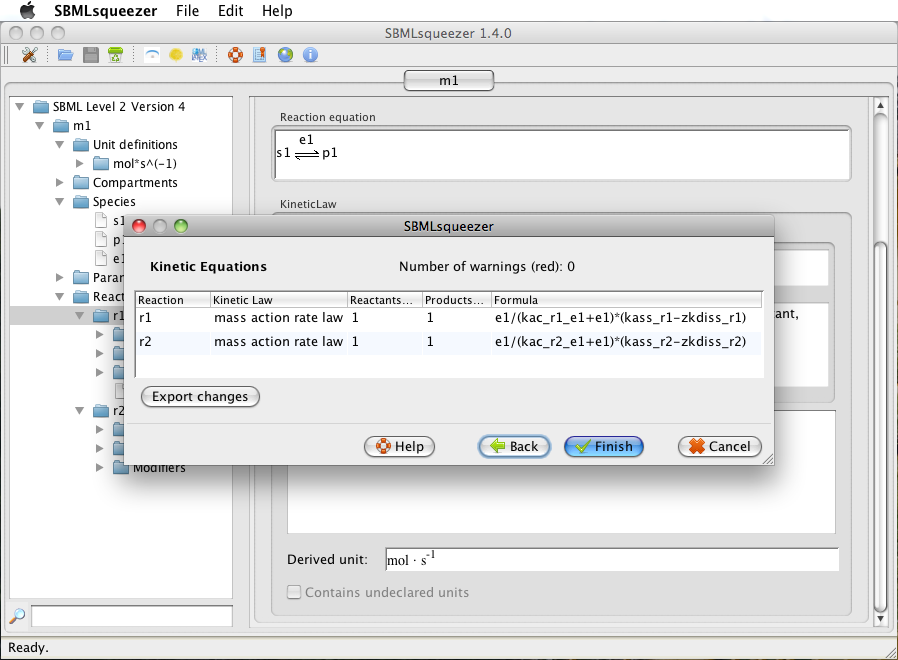 SBMLsqueezer File Edit Help
SBMLsqueezer 1.4.0
m1
SBML Level 2 Version 4
m1
Unit definitions
mol*s^(-1)
Compartments
Species
s1
p1
e1
Param
React
r1
r2
Modifiers
Reaction equation
e1
s1 ⇌ p1
KineticLaw
ant,
SBMLsqueezer
Kinetic Equations Number of warnings (red): 0
Reaction Kinetic Law Reactants... Products... Formula
r1 mass action rate law 1 1 e1/(kac_r1_e1+e1)*(kass_r1-zkdiss_r1)
r2 mass action rate law 1 1 e1/(kac_r2_e1+e1)*(kass_r2-zkdiss_r2)
Export changes
Help Back Finish Cancel
Derived unit: mol · s⁻¹
Contains undeclared units
Ready.